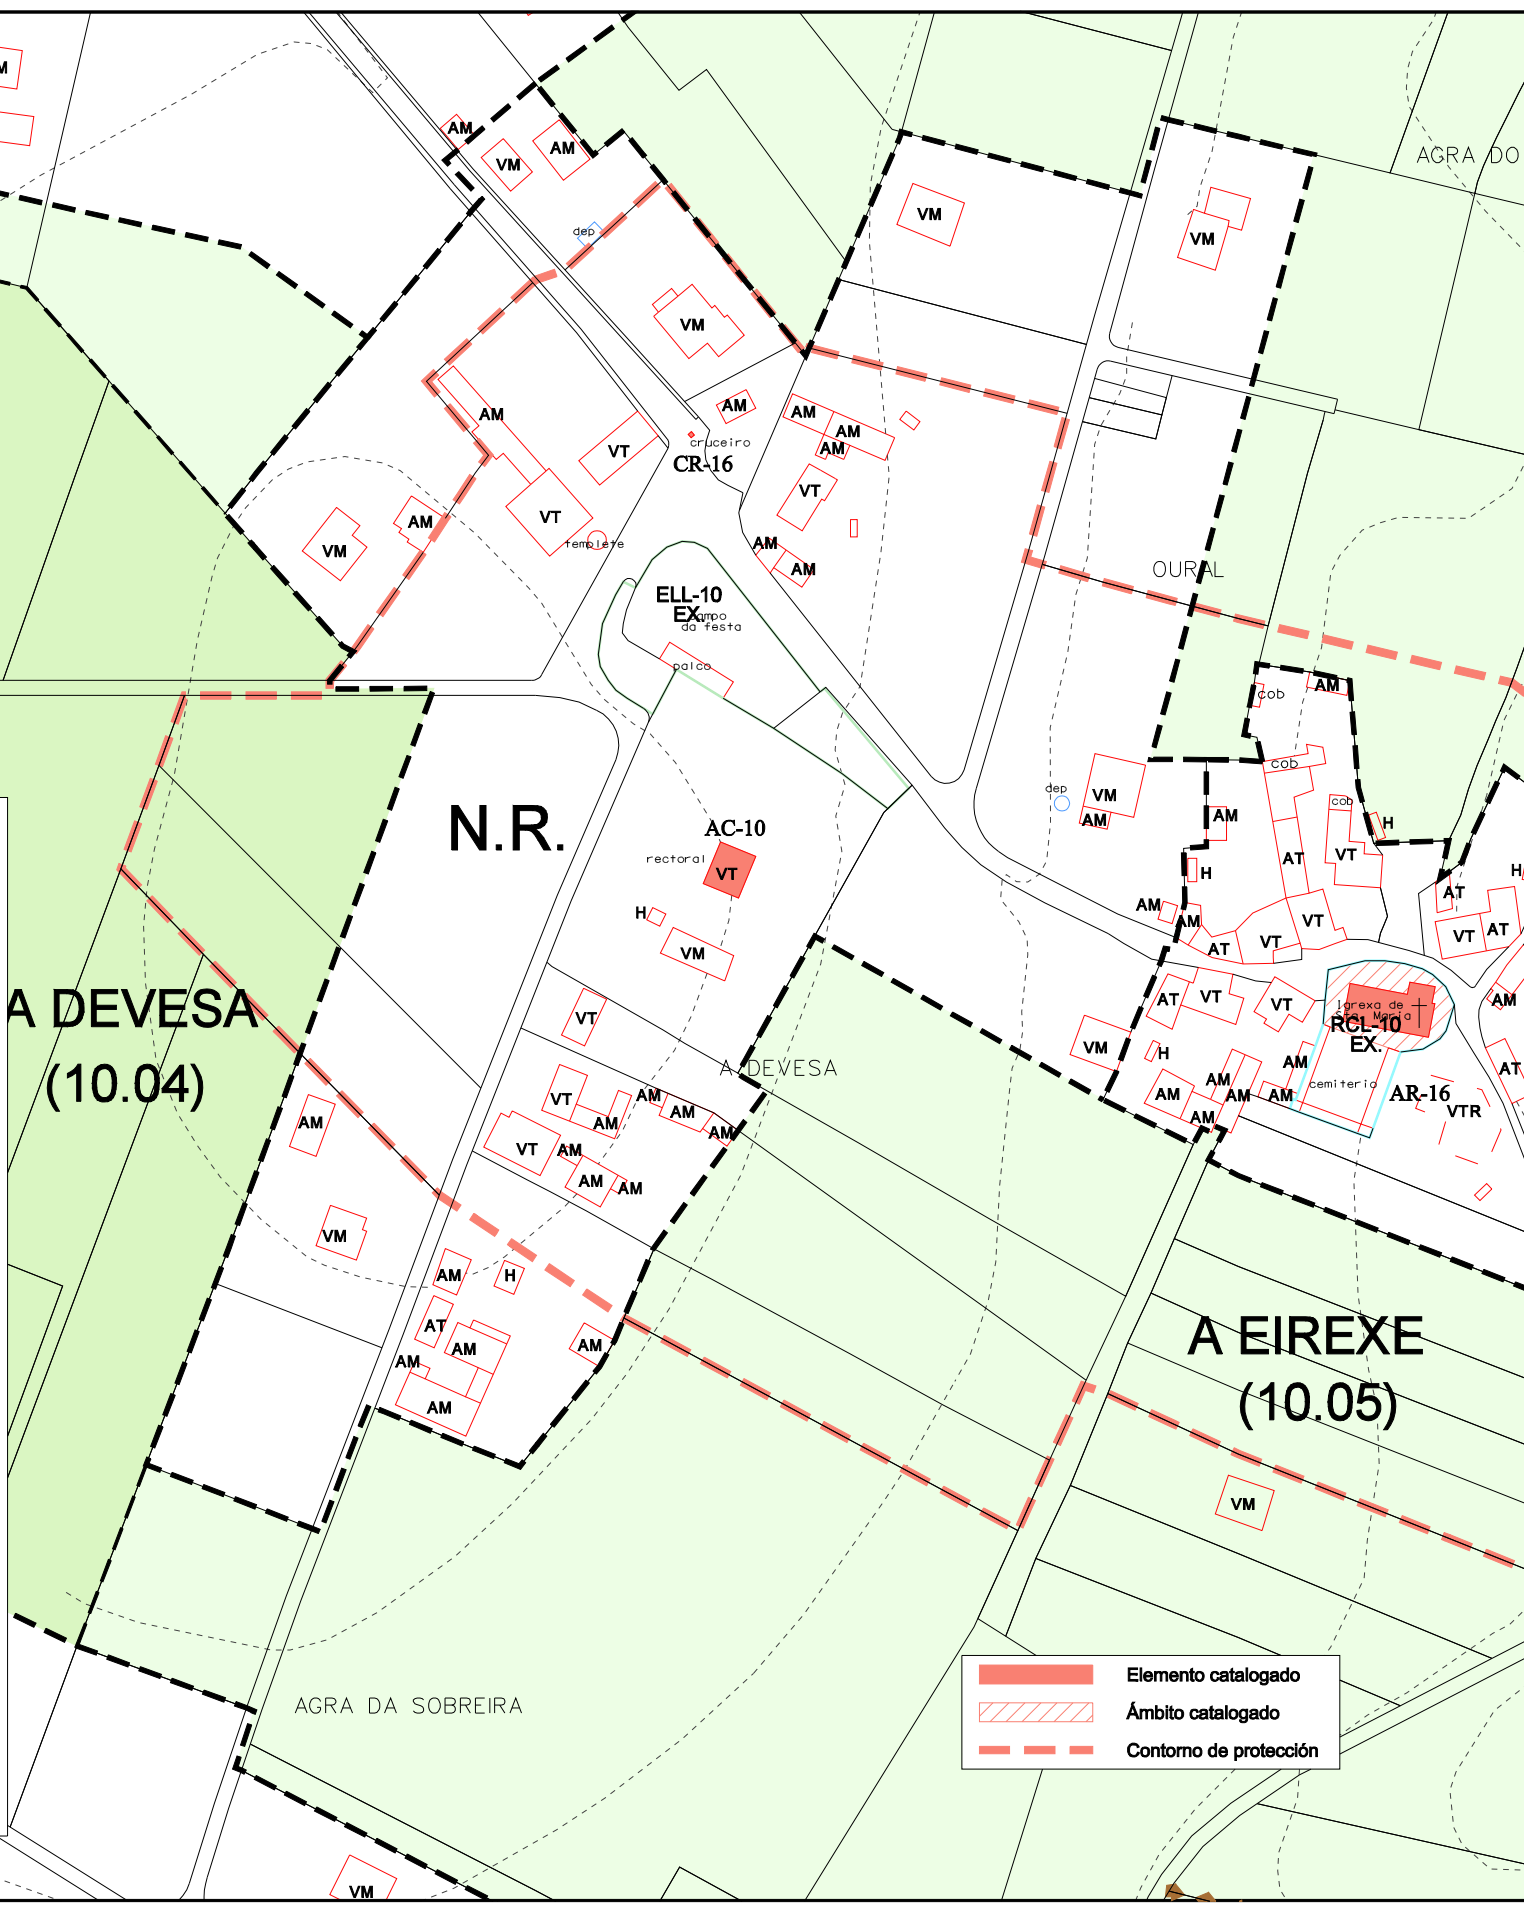 M
AM
VM
AM
AGRA DO
VM
VM
dep
VM
AM
AM
AM
AM
AM
VT
cruceiro
CR-16
VT
AM
VT
templete
VM
AM
AM
OURAL
ELL-10
EX.
da festa
palco
cob
AM
cob
dep
VM
AM
AM
cob
H
N.R.
AC-10
rectoral
VT
AT
VT
H
H
AT
H
AM
AM
VT
VT
AT
VT
AT
VM
A DEVESA
(10.04)
VT
AT
VT
VT
Igrexa de
Sta. Maria
RCL-10
EX.
AM
VM
H
AM
AT
A DEVESA
cemiterio
AR-16
VTR
AM
AM
AM
AM
AM
VT
AM
AM
AM
AM
AM
VT
AM
AM
AM
VM
AM
H
AT
AM
AM
AM
AM
A EIREXE
(10.05)
VM
AGRA DA SOBREIRA
Elemento catalogado
Ámbito catalogado
Contorno de protección
VM